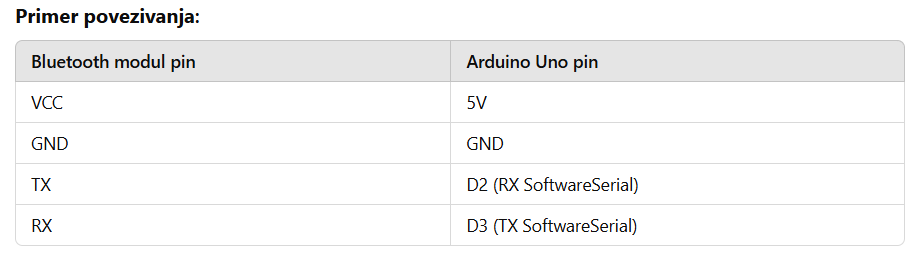 Primer povezivanja:
Bluetooth modul pin Arduino Uno pin
VCC 5V
GND GND
TX D2 (RX SoftwareSerial)
RX D3 (TX SoftwareSerial)